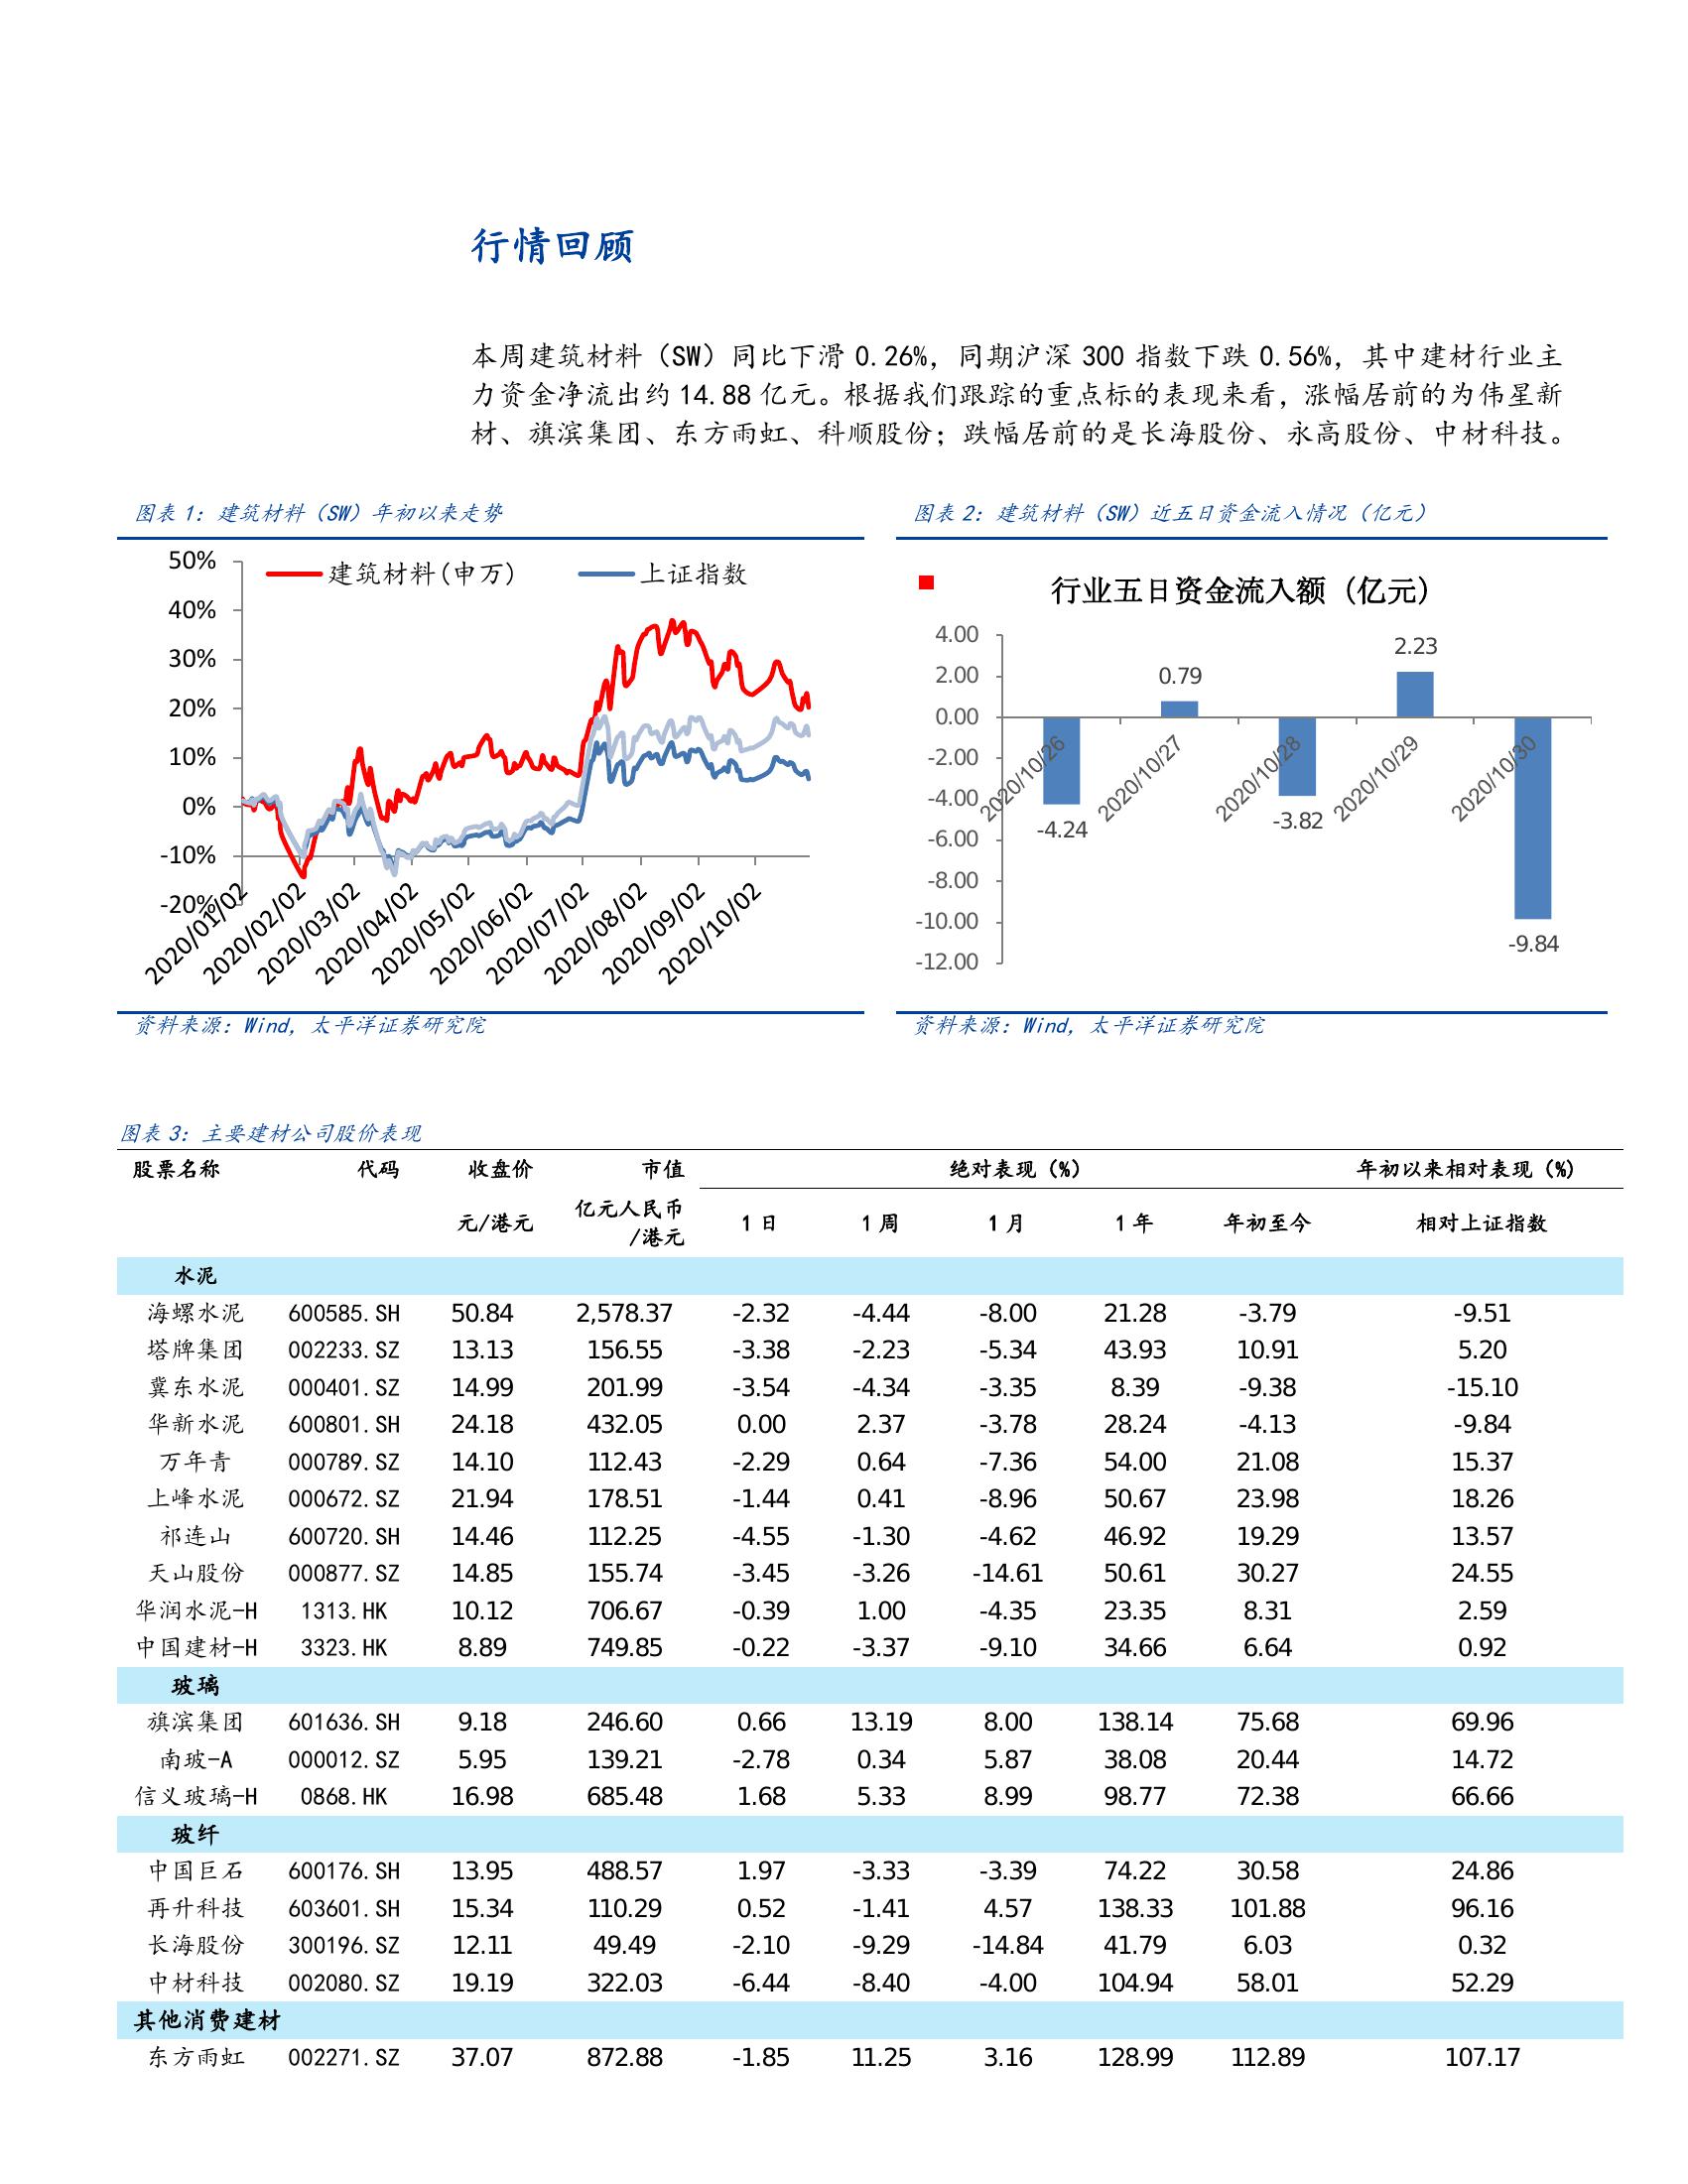 行情回顾
本周建筑材料（SW）同比下滑 0.26%，同期沪深 300 指数下跌 0.56%，其中建材行业主
力资金净流出约 14.88 亿元。根据我们跟踪的重点标的表现来看，涨幅居前的为伟星新
材、旗滨集团、东方雨虹、科顺股份；跌幅居前的是长海股份、永高股份、中材科技。
图表 1：建筑材料（SW）年初以来走势
50%
40%
30%
20%
10%
0%
-10%
-20%
建筑材料(申万)
上证指数
2020/01/02
2020/02/02
2020/03/02
2020/04/02
2020/05/02
2020/06/02
2020/07/02
2020/08/02
2020/09/02
2020/10/02
资料来源：Wind，太平洋证券研究院
图表 2：建筑材料（SW）近五日资金流入情况（亿元）
行业五日资金流入额（亿元）
4.00
2.00
0.00
-2.00
-4.00
-6.00
-8.00
-10.00
-12.00
-4.24
0.79
-3.82
2.23
-9.84
2020/10/26
2020/10/27
2020/10/28
2020/10/29
2020/10/30
资料来源：Wind，太平洋证券研究院
图表 3：主要建材公司股价表现
股票名称 代码 收盘价 市值 绝对表现（%） 年初以来相对表现（%）
元/港元 亿元人民币/港元 1 日 1 周 1 月 1 年 年初至今 相对上证指数
水泥
海螺水泥 600585.SH 50.84 2,578.37 -2.32 -4.44 -8.00 21.28 -3.79 -9.51
塔牌集团 002233.SZ 13.13 156.55 -3.38 -2.23 -5.34 43.93 10.91 5.20
冀东水泥 000401.SZ 14.99 201.99 -3.54 -4.34 -3.35 8.39 -9.38 -15.10
华新水泥 600801.SH 24.18 432.05 0.00 2.37 -3.78 28.24 -4.13 -9.84
万年青 000789.SZ 14.10 112.43 -2.29 0.64 -7.36 54.00 21.08 15.37
上峰水泥 000672.SZ 21.94 178.51 -1.44 0.41 -8.96 50.67 23.98 18.26
祁连山 600720.SH 14.46 112.25 -4.55 -1.30 -4.62 46.92 19.29 13.57
天山股份 000877.SZ 14.85 155.74 -3.45 -3.26 -14.61 50.61 30.27 24.55
华润水泥-H 1313.HK 10.12 706.67 -0.39 1.00 -4.35 23.35 8.31 2.59
中国建材-H 3323.HK 8.89 749.85 -0.22 -3.37 -9.10 34.66 6.64 0.92
玻璃
旗滨集团 601636.SH 9.18 246.60 0.66 13.19 8.00 138.14 75.68 69.96
南玻-A 000012.SZ 5.95 139.21 -2.78 0.34 5.87 38.08 20.44 14.72
信义玻璃-H 0868.HK 16.98 685.48 1.68 5.33 8.99 98.77 72.38 66.66
玻纤
中国巨石 600176.SH 13.95 488.57 1.97 -3.33 -3.39 74.22 30.58 24.86
再升科技 603601.SH 15.34 110.29 0.52 -1.41 4.57 138.33 101.88 96.16
长海股份 300196.SZ 12.11 49.49 -2.10 -9.29 -14.84 41.79 6.03 0.32
中材科技 002080.SZ 19.19 322.03 -6.44 -8.40 -4.00 104.94 58.01 52.29
其他消费建材
东方雨虹 002271.SZ 37.07 872.88 -1.85 11.25 3.16 128.99 112.89 107.17